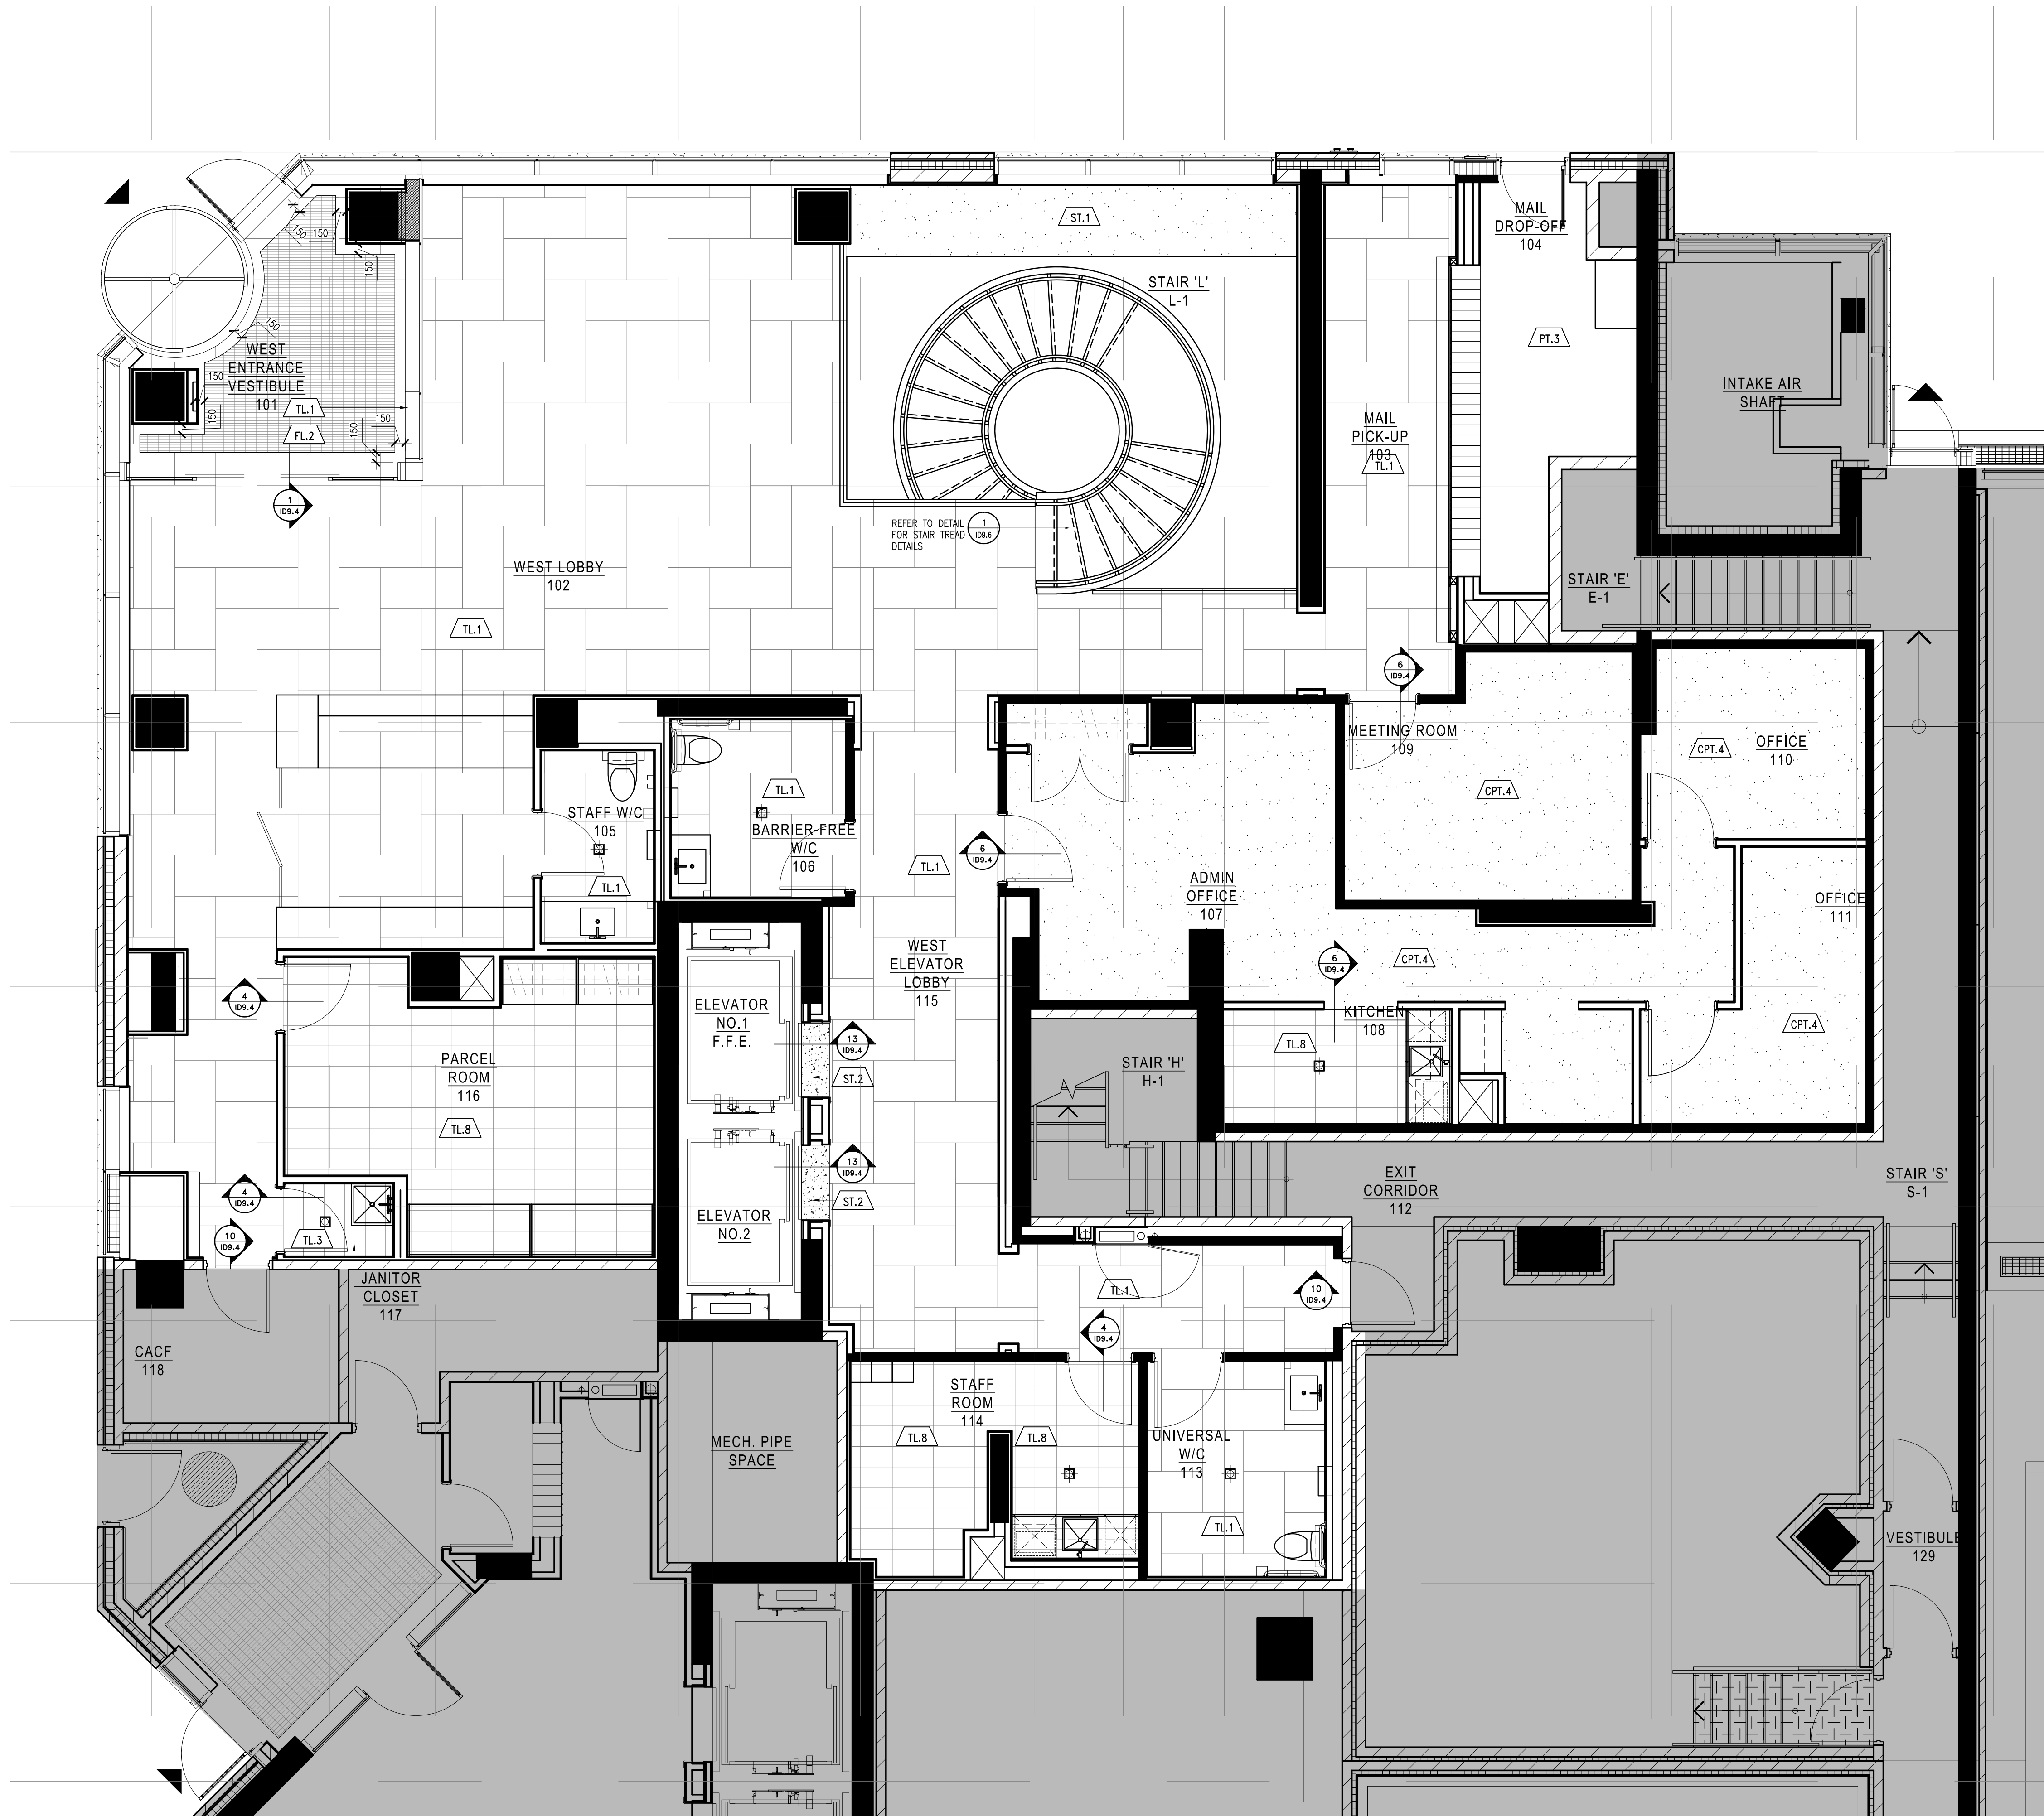 ST.1
MAIL
DROP-OFF
104
150
150
150
STAIR 'L'
L-1
150
WEST
ENTRANCE
VESTIBULE
101
150
150
150
150
TL.1
FL.2
PT.3
INTAKE AIR
SHAFT
MAIL
PICK-UP
103
TL.1
1
ID9.4
REFER TO DETAIL
FOR STAIR TREAD
DETAILS
1
ID9.6
WEST LOBBY
102
STAIR 'E'
E-1
TL.1
6
ID9.4
MEETING ROOM
109
CPT.4
OFFICE
110
CPT.4
STAFF W/C
105
TL.1
TL.1
BARRIER-FREE
W/C
106
6
ID9.4
TL.1
ADMIN
OFFICE
107
OFFICE
111
WEST
ELEVATOR
LOBBY
115
6
ID9.4
CPT.4
4
ID9.4
ELEVATOR
NO.1
F.F.E.
KITCHEN
108
CPT.4
13
ID9.4
TL.8
PARCEL
ROOM
116
STAIR 'H'
H-1
ST.2
TL.8
13
ID9.4
EXIT
CORRIDOR
112
STAIR 'S'
S-1
4
ID9.4
ST.2
ELEVATOR
NO.2
10
ID9.4
TL.3
JANITOR
CLOSET
117
TL.1
10
ID9.4
4
ID9.4
CACF
118
STAFF
ROOM
114
MECH. PIPE
SPACE
TL.8
TL.8
UNIVERSAL
W/C
113
TL.1
VESTIBULE
129